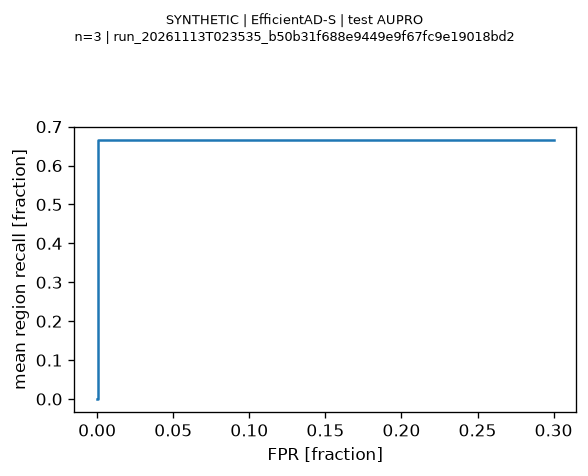 SYNTHETIC | EfficientAD-S | test AUPRO
n=3 | run_20261113T023535_b50b31f688e9449e9f67fc9e19018bd2
0.7
0.6
0.5
0.4
0.3
0.2
0.1
0.0
mean region recall [fraction]
0.00 0.05 0.10 0.15 0.20 0.25 0.30
FPR [fraction]